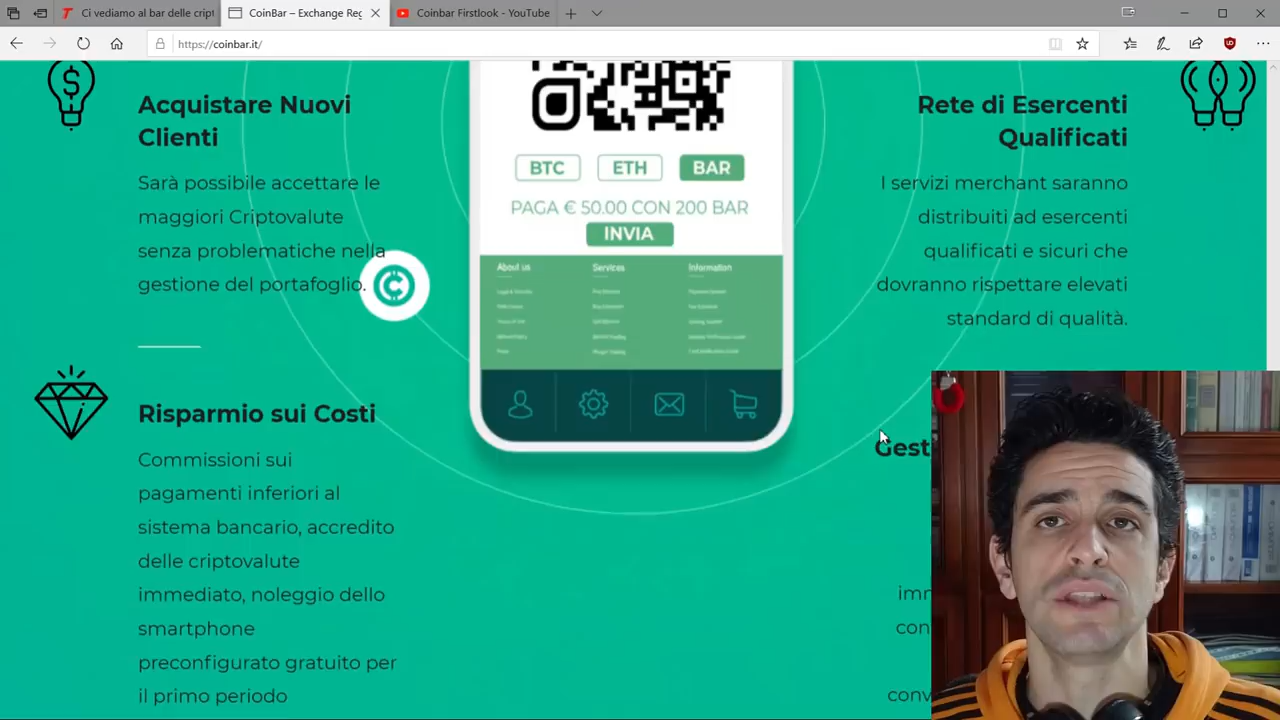 Ci vediamo al bar delle cript
CoinBar – Exchange Reg
Coinbar Firstlook - YouTube
https://coinbar.it/
Acquistare Nuovi
Clienti
Sarà possibile accettare le
maggiori Criptovalute
senza problematiche nella
gestione del portafoglio.
Risparmio sui Costi
Commissioni sui
pagamenti inferiori al
sistema bancario, accredito
delle criptovalute
immediato, noleggio dello
smartphone
preconfigurato gratuito per
il primo periodo
BTC ETH BAR
PAGA € 50.00 CON 200 BAR
INVIA
About us Services Information
Rete di Esercenti
Qualificati
I servizi merchant saranno
distribuiti ad esercenti
qualificati e sicuri che
dovranno rispettare elevati
standard di qualità.
Gest
imm
con
conv